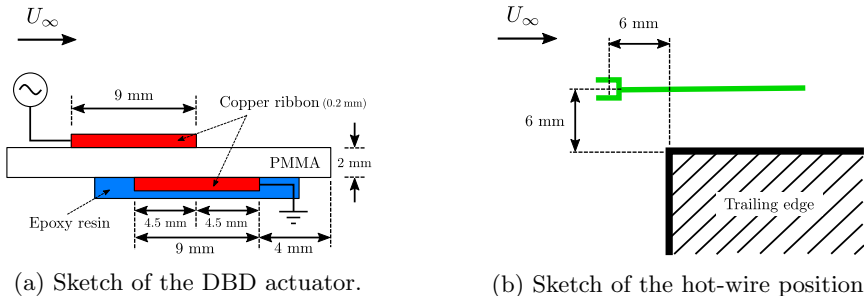 U∞
9 mm
Copper ribbon (0.2 mm)
PMMA
2 mm
Epoxy resin
4.5 mm 4.5 mm
9 mm
4 mm
(a) Sketch of the DBD actuator.
U∞
6 mm
6 mm
Trailing edge
(b) Sketch of the hot-wire position